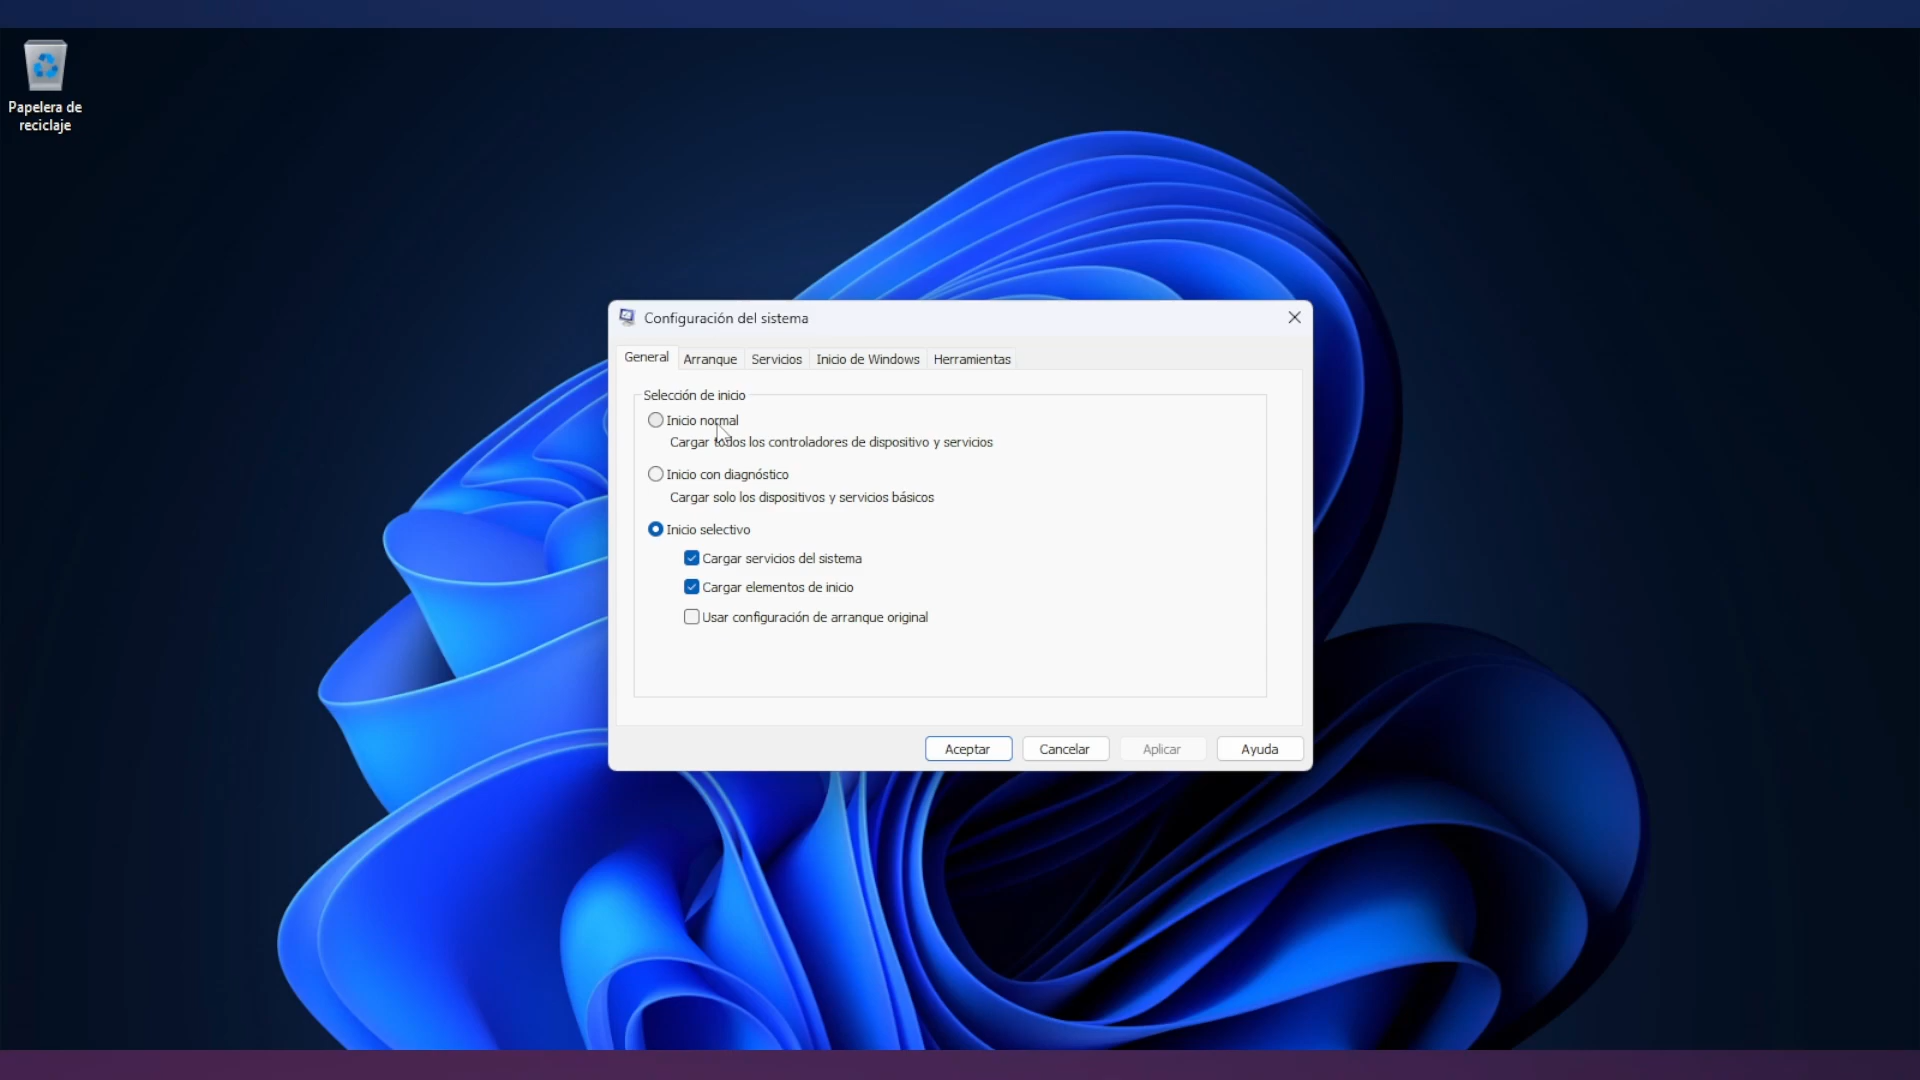 Papelera de
reciclaje
Configuración del sistema
General Arranque Servicios Inicio de Windows Herramientas
Selección de inicio
Inicio normal
Cargar todos los controladores de dispositivo y servicios
Inicio con diagnóstico
Cargar solo los dispositivos y servicios básicos
Inicio selectivo
Cargar servicios del sistema
Cargar elementos de inicio
Usar configuración de arranque original
Aceptar Cancelar Aplicar Ayuda